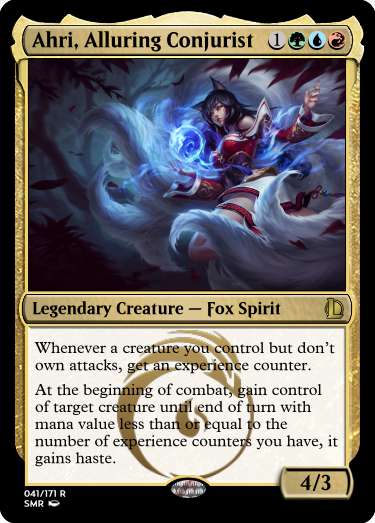 Ahri, Alluring Conjurist 1
Legendary Creature — Fox Spirit
Whenever a creature you control but don't
own attacks, get an experience counter.
At the beginning of combat, gain control
of target creature until end of turn with
mana value less than or equal to the
number of experience counters you have, it
gains haste.
4/3
041/171 R
SMR